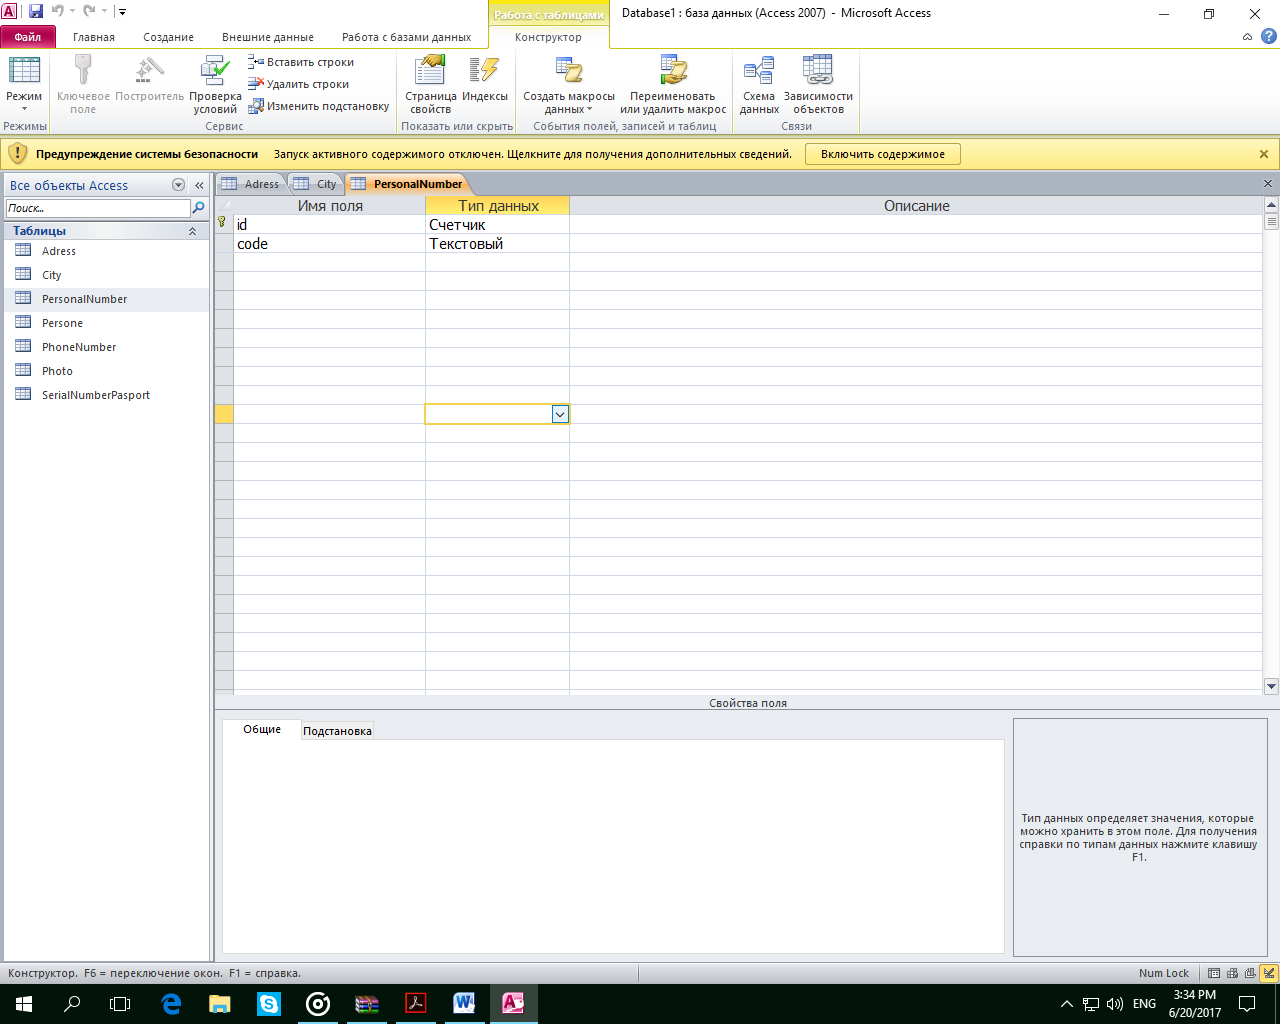 Работа с таблицами
Database1 : база данных (Access 2007) - Microsoft Access
Файл
Главная
Создание
Внешние данные
Работа с базами данных
Конструктор
Режим
Ключевое поле
Построитель
Проверка условий
Вставить строки
Удалить строки
Изменить подстановку
Страница свойств
Индексы
Создать макросы данных
Переименовать или удалить макрос
Схема данных
Зависимости объектов
Режимы
Сервис
Показать или скрыть
События полей, записей и таблиц
Связи
Предупреждение системы безопасности Запуск активного содержимого отключен. Щелкните для получения дополнительных сведений.
Включить содержимое
Все объекты Access
Поиск...
Таблицы
Adress
City
PersonalNumber
Persone
PhoneNumber
Photo
SerialNumberPasport
Adress
City
PersonalNumber
Имя поля
Тип данных
Описание
id
Счетчик
code
Текстовый
Свойства поля
Общие
Подстановка
Тип данных определяет значения, которые
можно хранить в этом поле. Для получения
справки по типам данных нажмите клавишу
F1.
Конструктор. F6 = переключение окон. F1 = справка.
Num Lock
ENG
3:34 PM
6/20/2017